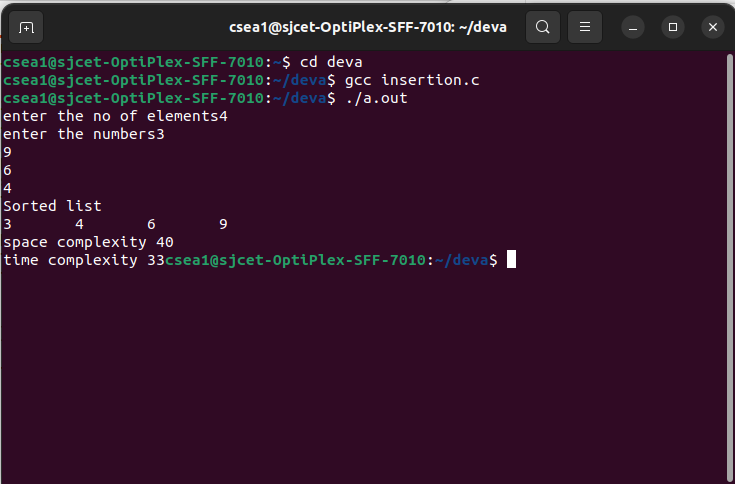 csea1@sjcet-OptiPlex-SFF-7010: ~/deva
csea1@sjcet-OptiPlex-SFF-7010:~$ cd deva
csea1@sjcet-OptiPlex-SFF-7010:~/deva$ gcc insertion.c
csea1@sjcet-OptiPlex-SFF-7010:~/deva$ ./a.out
enter the no of elements4
enter the numbers3
9
6
4
Sorted list
3       4       6       9
space complexity 40
time complexity 33csea1@sjcet-OptiPlex-SFF-7010:~/deva$